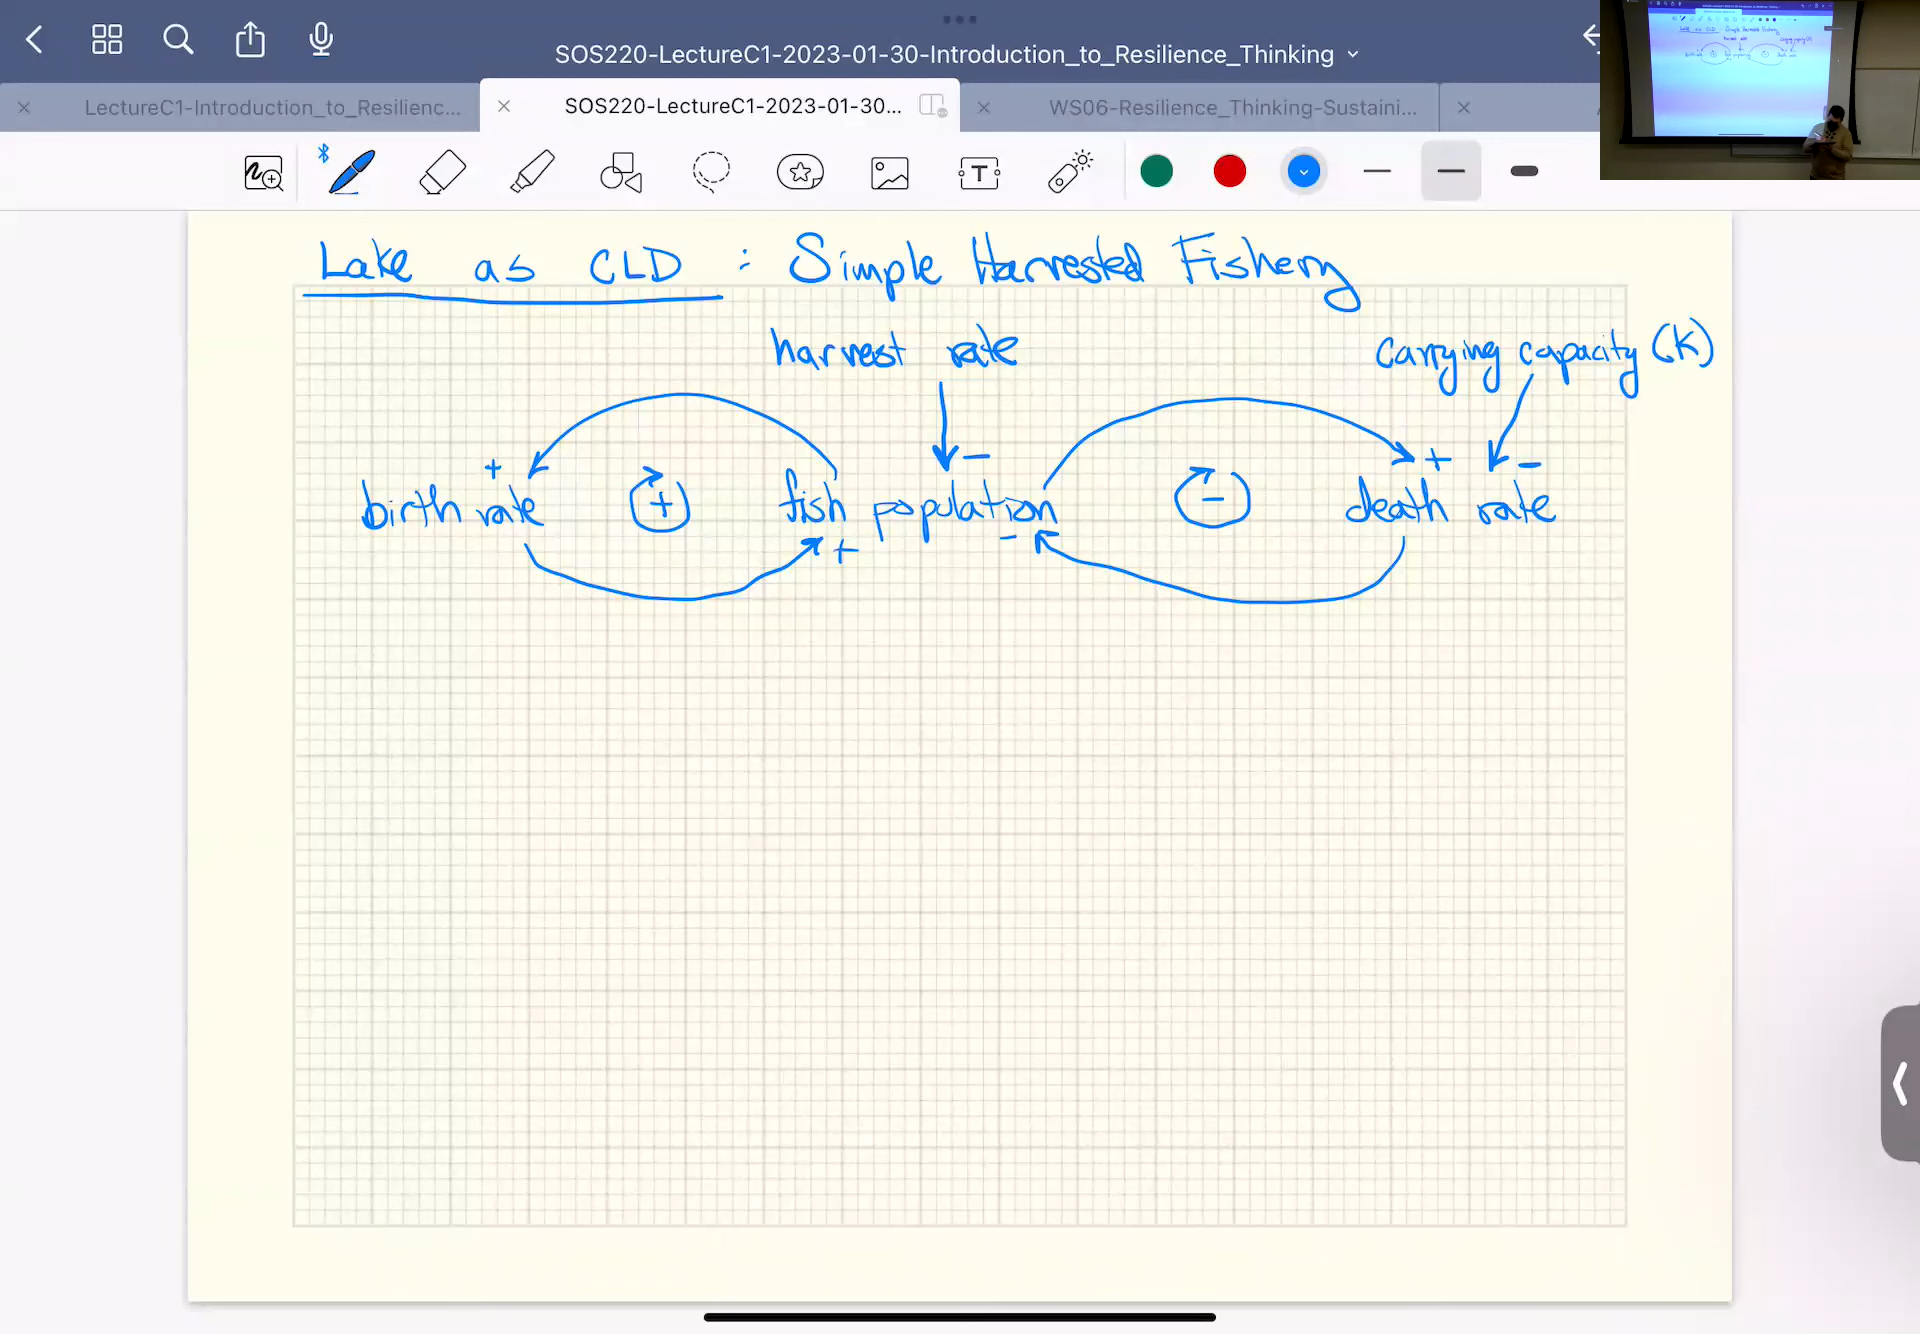 SOS220-LectureC1-2023-01-30-Introduction_to_Resilience_Thinking
LectureC1-Introduction_to_Resilienc...
SOS220-LectureC1-2023-01-30...
WS06-Resilience_Thinking-Sustaini...
Lake as CLD : Simple Harvested Fishery
harvest rate
carrying capacity (K)
+ - + -
birth rate + fish population - death rate
+ -